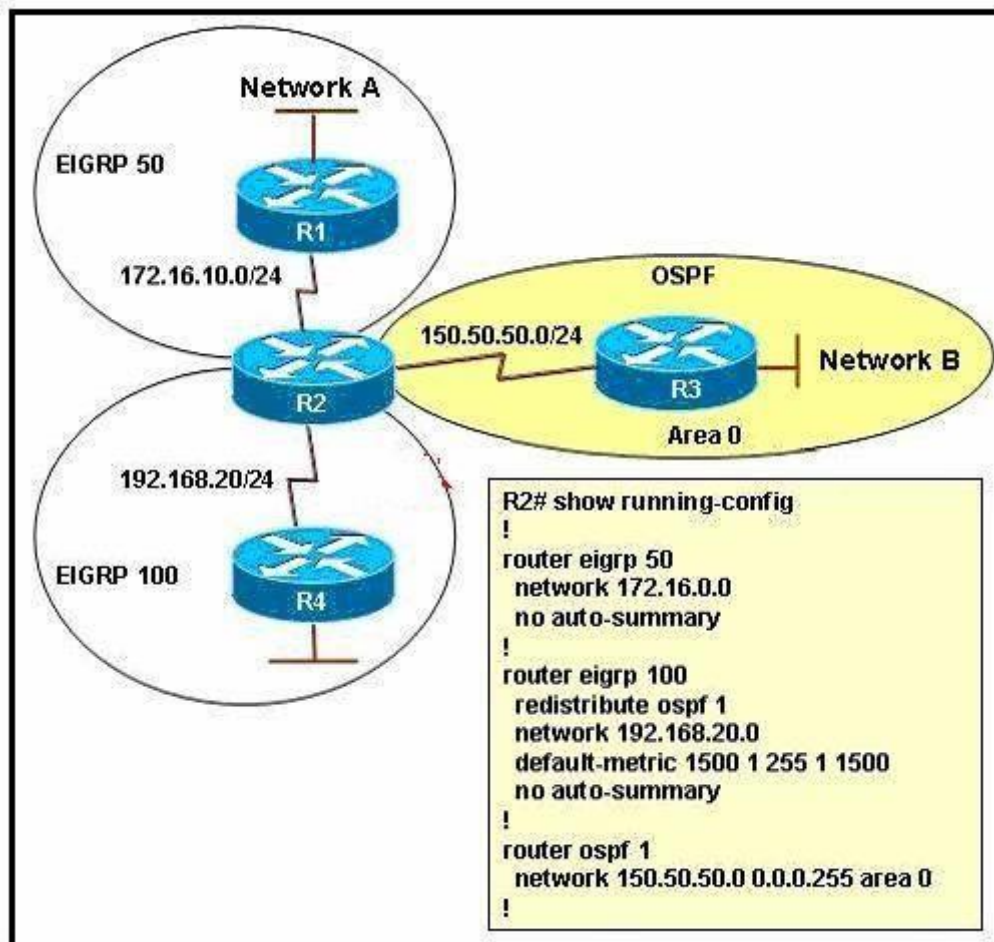 Network A
EIGRP 50
R1
172.16.10.0/24
OSPF
150.50.50.0/24
R2
R3
Network B
Area 0
192.168.20/24
EIGRP 100
R4
R2# show running-config
!
router eigrp 50
network 172.16.0.0
no auto-summary
!
router eigrp 100
redistribute ospf 1
network 192.168.20.0
default-metric 1500 1 255 1 1500
no auto-summary
!
router ospf 1
network 150.50.50.0 0.0.0.255 area 0
!